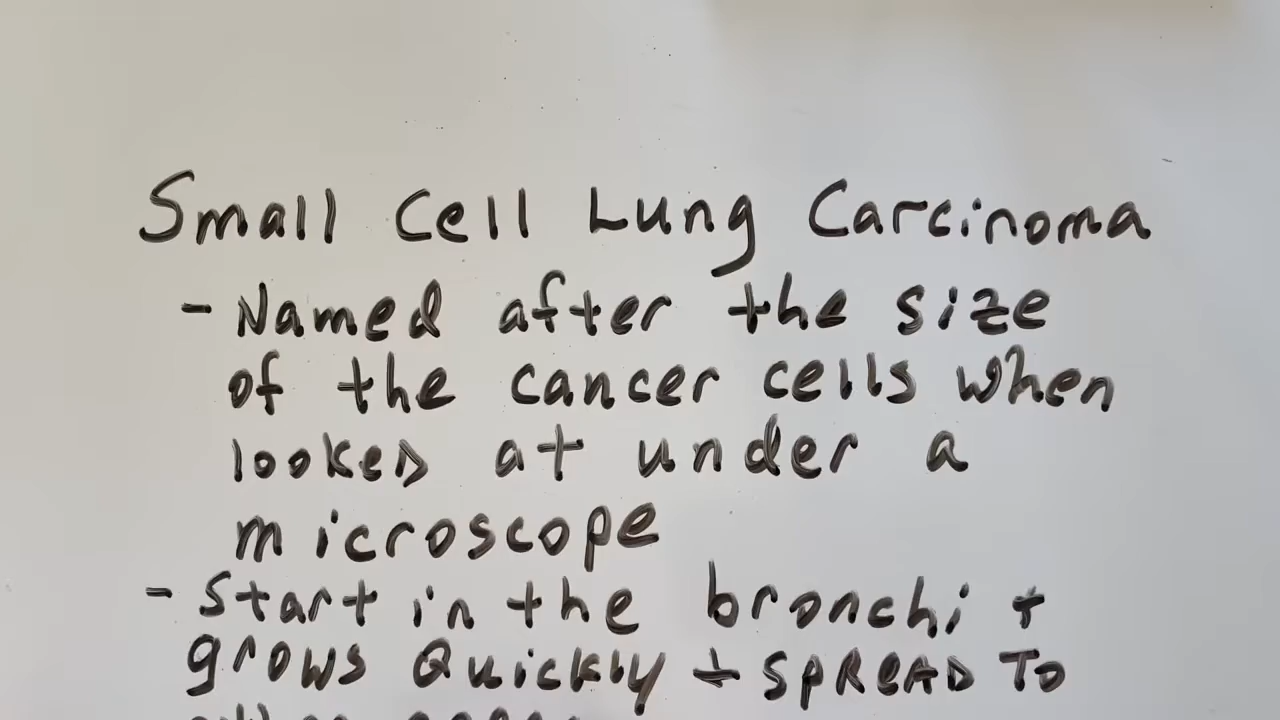 Small Cell Lung Carcinoma
- Named after the size
of the cancer cells when
looked at under a
microscope
- Start in the bronchi +
grows Quickly + SPREAD TO